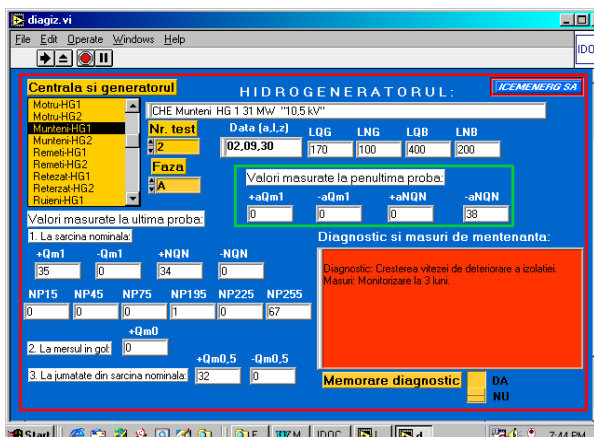 diagiz.vi
File Edit Operate Windows Help
IDO
Centrala si generatorul
HIDROGENERATORUL:
ICEMENERG SA
Motru-HG1
Motru-HG2
Munteni-HG1
Munteni-HG2
Remeti-HG1
Remeti-HG2
Retezat-HG1
Reterzat-HG2
Ruieni-HG1
CHE Munteni HG 1 31 MW "10,5 kV"
Nr. test
2
Data (a,l,z)
02,09,30
LQG LNG LQB LNB
170 100 400 200
Faza
A
Valori masurate la penultima proba:
+aQm1 -aQm1 +aNQN -aNQN
0 0 0 38
Valori masurate la ultima proba:
1. La sarcina nominala:
+Qm1 -Qm1 +NQN -NQN
35 0 34 0
NP15 NP45 NP75 NP195 NP225 NP255
0 0 0 1 0 67
+Qm0
2. La mersul in gol: 0
+Qm0,5 -Qm0,5
3. La jumatate din sarcina nominala: 32 0
Diagnostic si masuri de mentenanta:
Diagnostic: Cresterea vitezei de deteriorare a izolatiei.
Masuri: Monitorizare la 3 luni.
Memorare diagnostic
DA
NU
Start
IDOC
7:44 PM